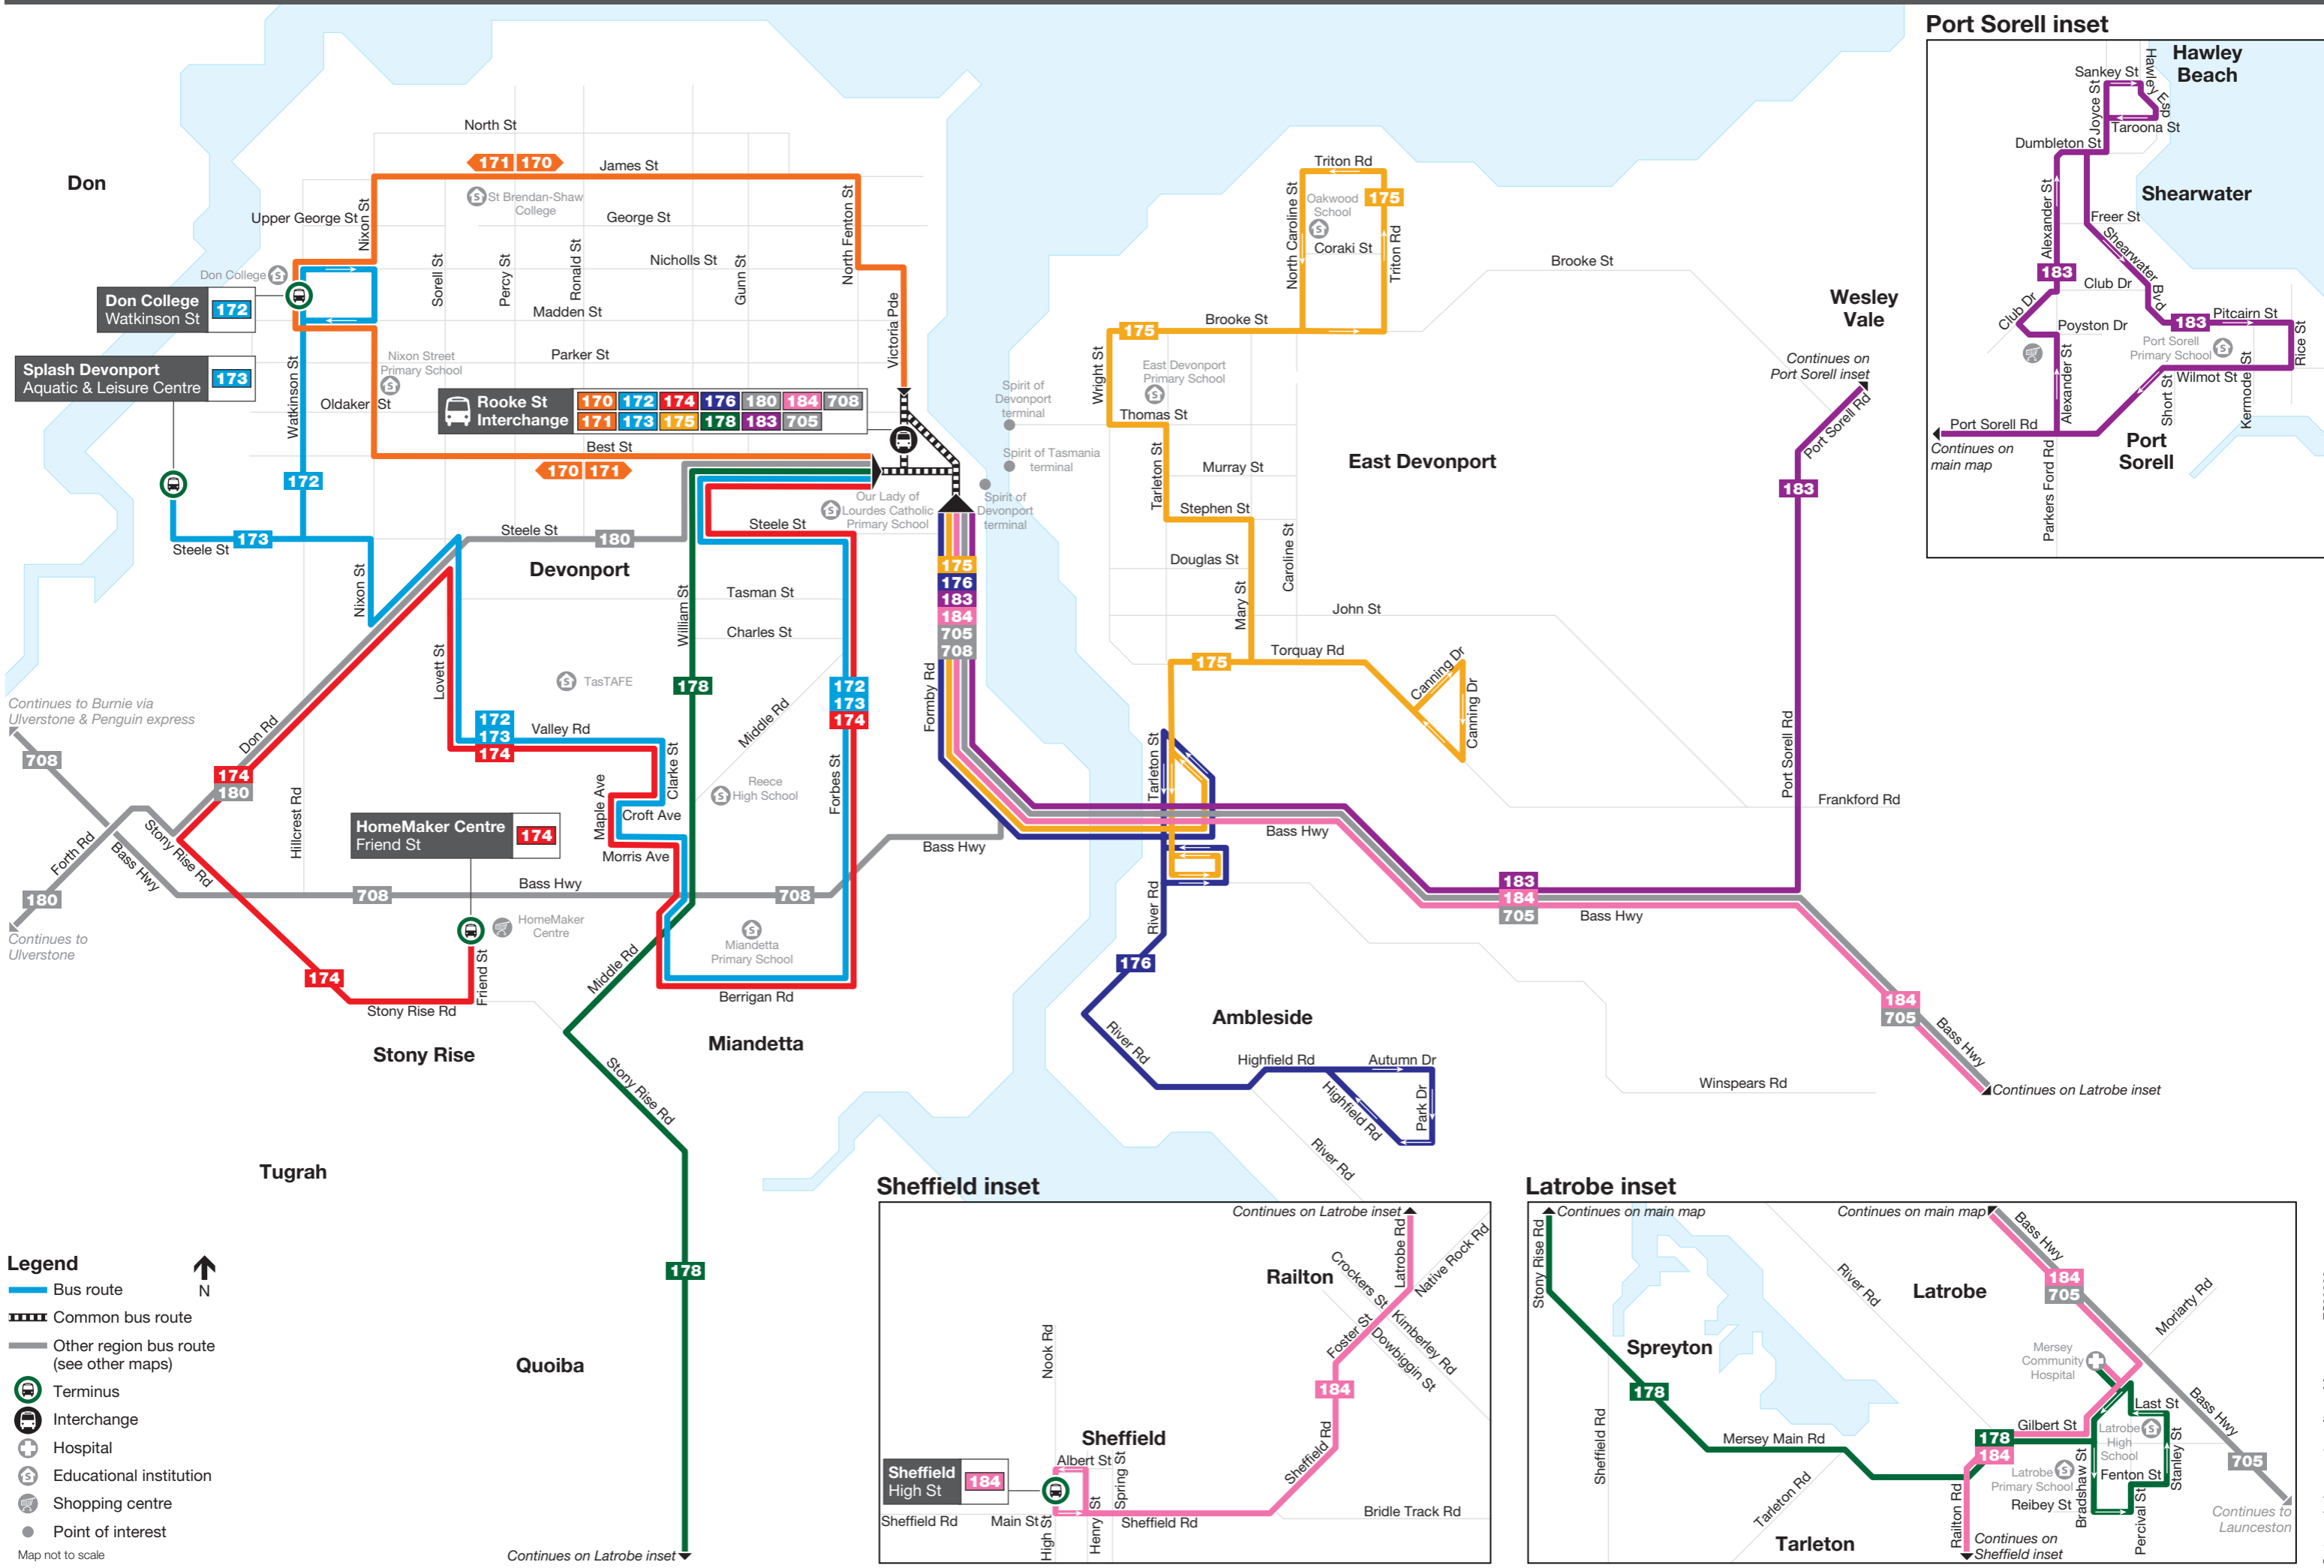 Port Sorell inset
Hawley
Beach
Sankey St
Hawley Esp
Joyce St
Taroona St
Dumbleton St
Shearwater
Alexander St
Freer St
Shearwater Blvd
183
Club Dr
Club Dr
Poyston Dr
183
Pitcairn St
Port Sorell
Primary School
Rice St
Wilmot St
Alexander St
Short St
Kermode St
Port Sorell Rd
Continues on
main map
Port
Sorell
Parkers Ford Rd
North St
Don
171 170
James St
St Brendan-Shaw
College
Upper George St
George St
Nixon St
North Fenton St
Sorell St
Percy St
Ronald St
Nicholls St
Gunn St
Don College
Don College
Watkinson St
172
Madden St
Victoria Pde
Splash Devonport
Aquatic & Leisure Centre
173
Watkinson St
Nixon Street
Primary School
Parker St
Oldaker St
Rooke St
Interchange
170 172 174 176 180 184 708
171 173 175 178 183 705
Best St
170 171
172
Spirit of
Devonport
terminal
Spirit of Tasmania
terminal
Spirit of
Devonport
terminal
Our Lady of
Lourdes Catholic
Primary School
Steele St
173
Steele St
180
Steele St
Devonport
Nixon St
Tasman St
Charles St
William St
Lovett St
TasTAFE
178
Middle Rd
172
173
174
175
176
183
184
705
708
Formby Rd
Continues to Burnie via
Ulverstone & Penguin express
708
Don Rd
172
173
174
Valley Rd
Clarke St
Maple Ave
Croft Ave
Morris Ave
Reece
High School
Forbes St
174
180
Hillcrest Rd
HomeMaker Centre
Friend St
174
Forth Rd
Stony Rise Rd
Bass Hwy
180
Continues to
Ulverstone
708
Bass Hwy
708
Bass Hwy
HomeMaker
Centre
Friend St
174
Stony Rise Rd
Middle Rd
Miandetta
Primary School
Berrigan Rd
Stony Rise
Miandetta
Stony Rise Rd
Tugrah
178
Quoiba
Continues on Latrobe inset
Triton Rd
North Caroline St
Oakwood
School
175
Coraki St
Triton Rd
Brooke St
Brooke St
175
Wright St
East Devonport
Primary School
Thomas St
Tarleton St
Murray St
East Devonport
Stephen St
Douglas St
Caroline St
Mary St
John St
175
Torquay Rd
Canning Dr
Canning Dr
Tarleton St
Wesley
Vale
Continues on
Port Sorell inset
Port Sorell Rd
183
Port Sorell Rd
Frankford Rd
Bass Hwy
183
184
705
Bass Hwy
River Rd
176
Ambleside
River Rd
Highfield Rd
Autumn Dr
Park Dr
Highfield Rd
River Rd
184
705
Bass Hwy
Winspears Rd
Continues on Latrobe inset
Sheffield inset
Continues on Latrobe inset
Latrobe Rd
Native Rock Rd
Railton
Crockers St
Foster St
Kimberley Rd
Dowbiggin St
Nook Rd
184
Sheffield
Sheffield Rd
Sheffield
High St
184
Albert St
Spring St
Sheffield Rd
Main St
High St
Henry St
Sheffield Rd
Bridle Track Rd
Latrobe inset
Continues on main map
Continues on main map
Stony Rise Rd
Bass Hwy
River Rd
Latrobe
184
705
Moriarty Rd
Spreyton
Mersey
Community
Hospital
178
Bass Hwy
Sheffield Rd
Mersey Main Rd
Gilbert St
178
184
Last St
Latrobe
High
School
Stanley St
705
Latrobe
Primary School
Fenton St
Reibey St
Bradshaw St
Percival St
Tarleton Rd
Railton Rd
Tarleton
Continues on
Sheffield inset
Continues to
Launceston
Legend
N
Bus route
Common bus route
Other region bus route
(see other maps)
Terminus
Interchange
Hospital
Educational institution
Shopping centre
Point of interest
Map not to scale